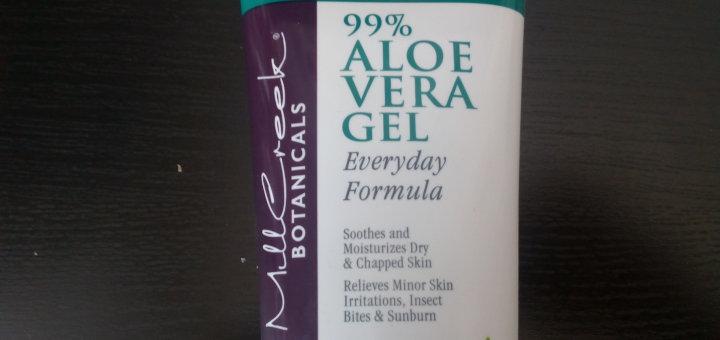 Mill Creek®
BOTANICALS
99%
ALOE
VERA
GEL
Everyday
Formula
Soothes and
Moisturizes Dry
& Chapped Skin
Relieves Minor Skin
Irritations, Insect
Bites & Sunburn